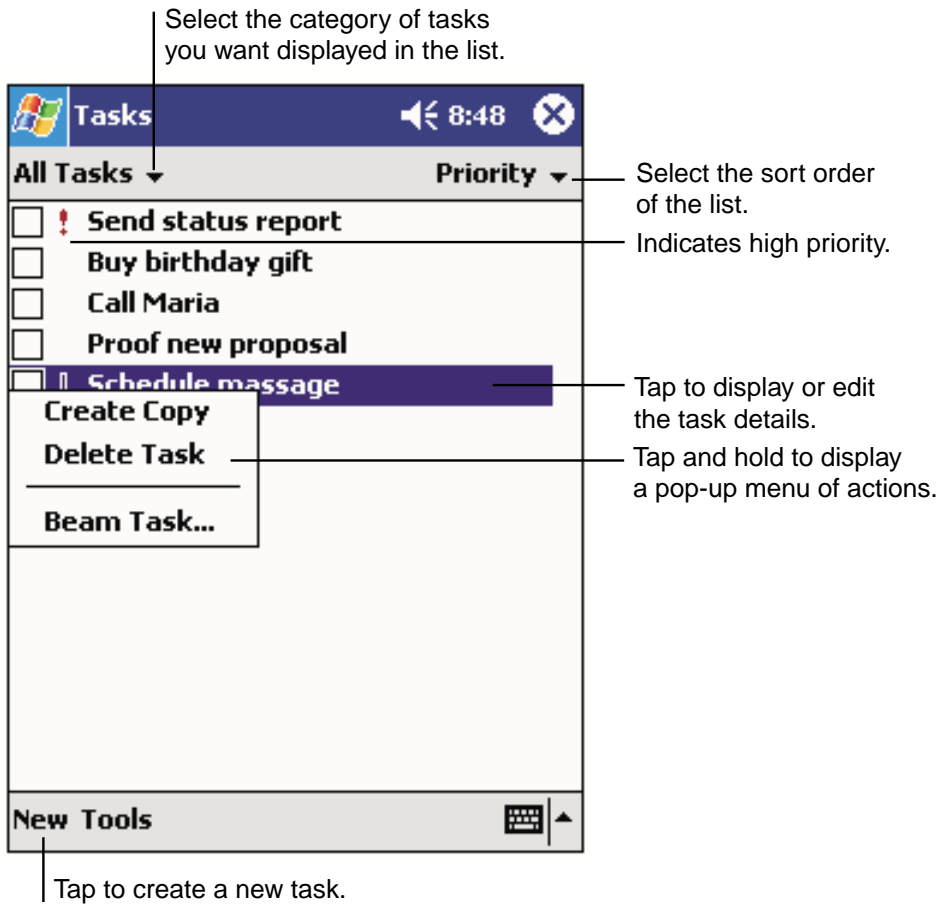 Select the category of tasks
you want displayed in the list.
Tasks 8:48
All Tasks Priority
Select the sort order
of the list.
! Send status report
Indicates high priority.
Buy birthday gift
Call Maria
Proof new proposal
Schedule massage
Tap to display or edit
the task details.
Create Copy
Delete Task
Tap and hold to display
a pop-up menu of actions.
Beam Task...
New Tools
Tap to create a new task.